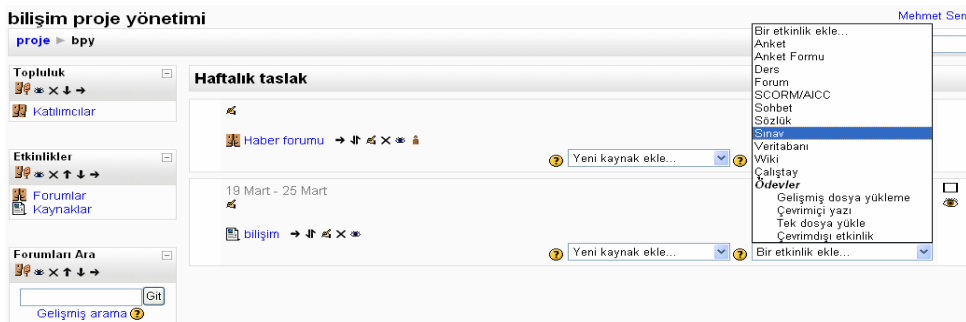 bilişim proje yönetimi
Mehmet Sen
proje ► bpy
Topluluk
Katılımcılar
Etkinlikler
Forumlar
Kaynaklar
Forumları Ara
Git
Gelişmiş arama
Haftalık taslak
Haber forumu
Yeni kaynak ekle...
19 Mart - 25 Mart
bilişim
Yeni kaynak ekle...
Bir etkinlik ekle...
Bir etkinlik ekle...
Anket
Anket Formu
Ders
Forum
SCORM/AICC
Sohbet
Sözlük
Sınav
Veritabanı
Wiki
Çalıştay
Ödevler
Gelişmiş dosya yükleme
Çevrimiçi yazı
Tek dosya yükle
Çevrimdışı etkinlik